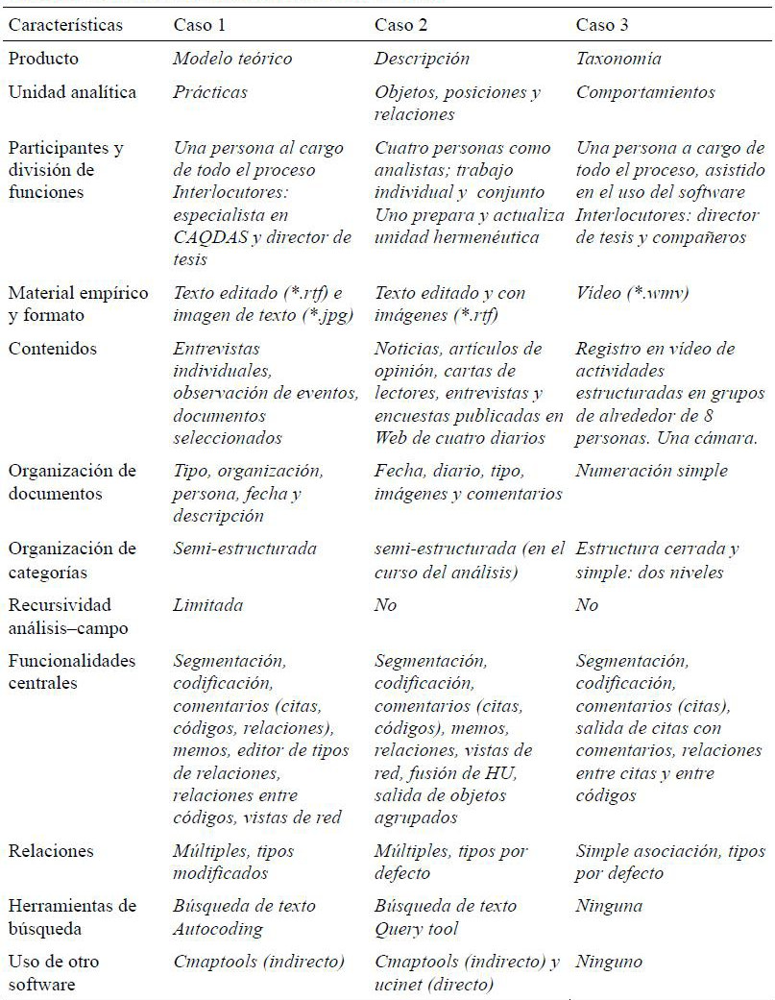 Características Caso 1 Caso 2 Caso 3
Producto Modelo teórico Descripción Taxonomía
Unidad analítica Prácticas Objetos, posiciones y Comportamientos
relaciones
Participantes y Una persona al cargo Cuatro personas como Una persona a cargo de
división de de todo el proceso analistas; trabajo todo el proceso, asistido
funciones Interlocutores: individual y conjunto en el uso del software
especialista en Uno prepara y actualiza Interlocutores: director
CAQDAS y director de unidad hermenéutica de tesis y compañeros
tesis
Material empírico Texto editado (*.rtf) e Texto editado y con Vídeo (*.wmv)
y formato imagen de texto (*.jpg) imágenes (*.rtf)
Contenidos Entrevistas Noticias, artículos de Registro en vídeo de
individuales, opinión, cartas de actividades
observación de eventos, lectores, entrevistas y estructuradas en grupos
documentos encuestas publicadas en de alrededor de 8
seleccionados Web de cuatro diarios personas. Una cámara.
Organización de Tipo, organización, Fecha, diario, tipo, Numeración simple
documentos persona, fecha y imágenes y comentarios
descripción
Organización de Semi-estructurada semi-estructurada (en el Estructura cerrada y
categorías curso del análisis) simple: dos niveles
Recursividad Limitada No No
análisis–campo
Funcionalidades Segmentación, Segmentación, Segmentación,
centrales codificación, codificación, codificación,
comentarios (citas, comentarios (citas, comentarios (citas),
códigos, relaciones), códigos), memos, salida de citas con
memos, editor de tipos relaciones, vistas de comentarios, relaciones
de relaciones, red, fusión de HU, entre citas y entre
relaciones entre salida de objetos códigos
códigos, vistas de red agrupados
Relaciones Múltiples, tipos Múltiples, tipos por Simple asociación, tipos
modificados defecto por defecto
Herramientas de Búsqueda de texto Búsqueda de texto Ninguna
búsqueda Autocoding Query tool
Uso de otro Cmaptools (indirecto) Cmaptools (indirecto) y Ninguno
software ucinet (directo)